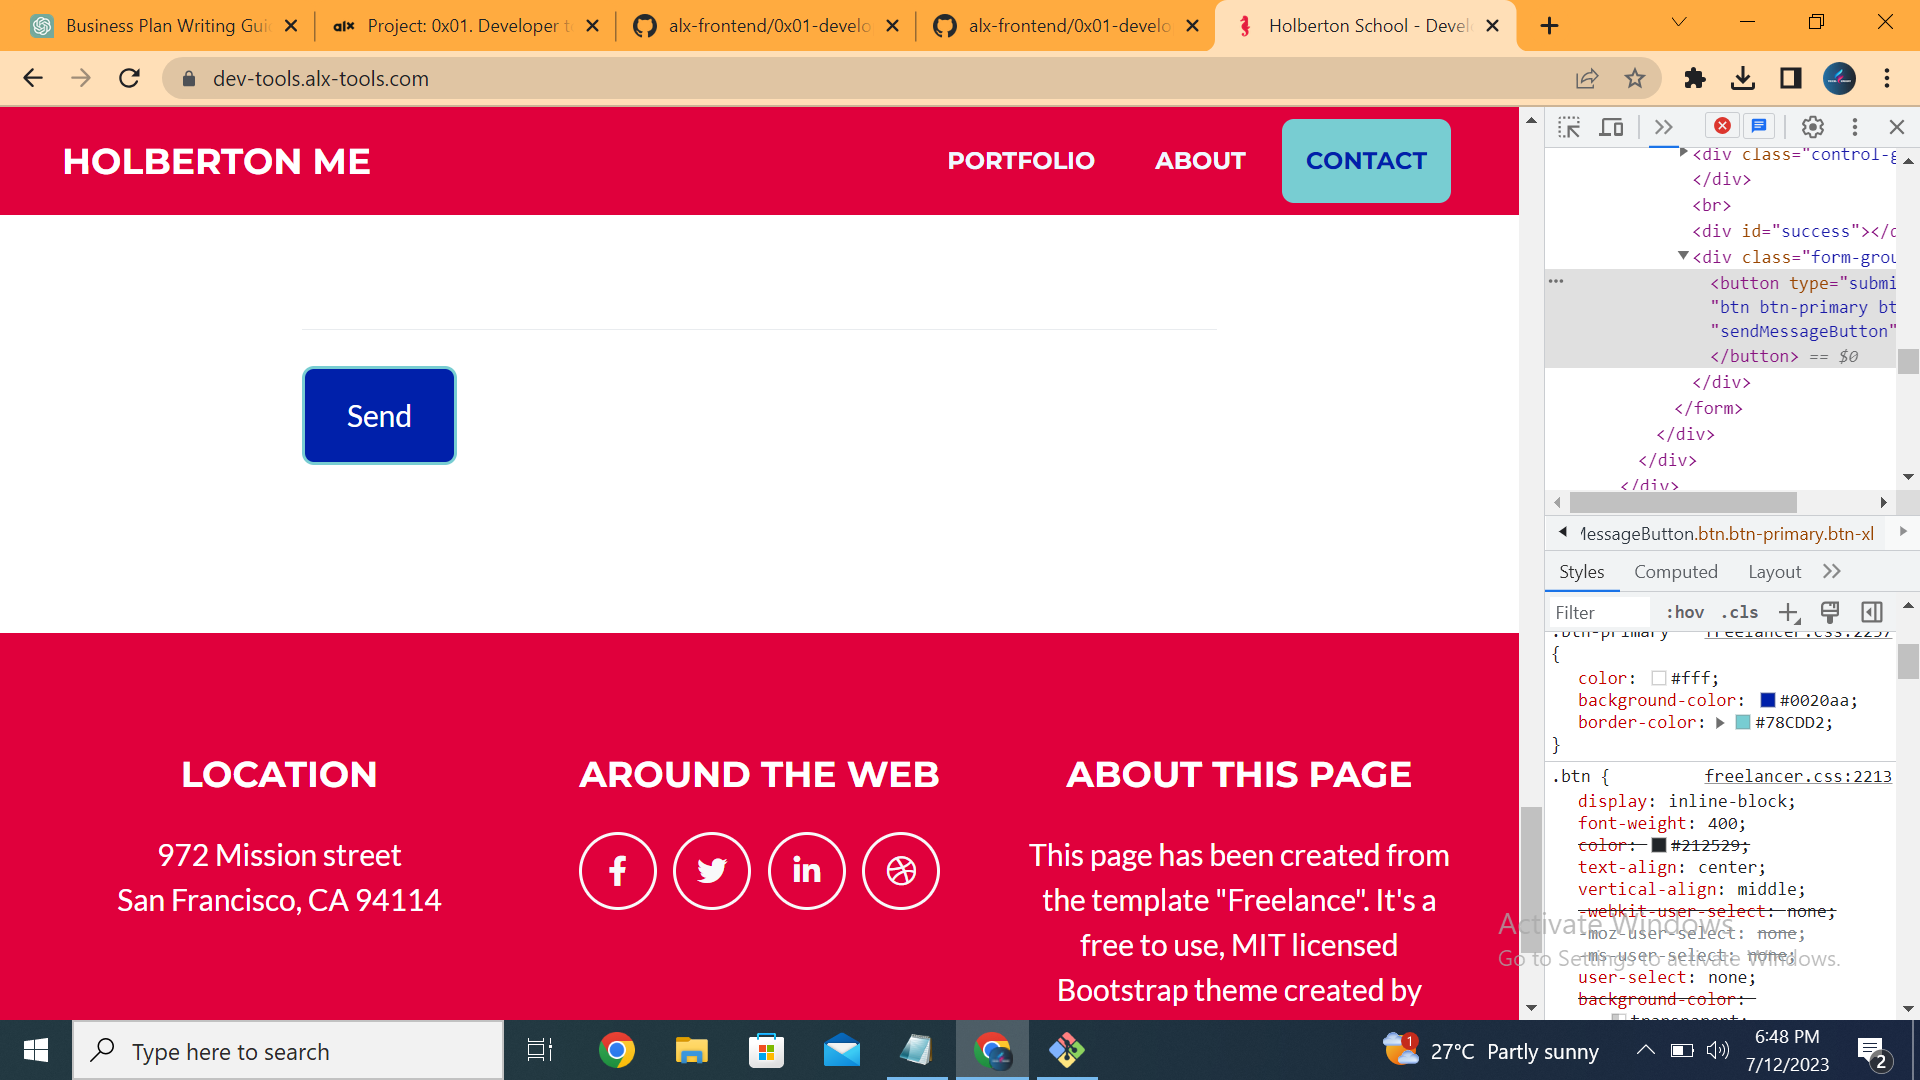 Business Plan Writing Gui
alx Project: 0x01. Developer t
alx-frontend/0x01-develo
alx-frontend/0x01-develo
Holberton School - Devel
dev-tools.alx-tools.com
HOLBERTON ME
PORTFOLIO
ABOUT
CONTACT
Send
LOCATION
972 Mission street
San Francisco, CA 94114
AROUND THE WEB
ABOUT THIS PAGE
This page has been created from
the template "Freelance". It's a
free to use, MIT licensed
Bootstrap theme created by
<div class="control-g
</div>
<br>
<div id="success"></d
<div class="form-grou
<button type="submi
"btn btn-primary bt
"sendMessageButton"
</button> == $0
</div>
</form>
</div>
</div>
</div>
MessageButton.btn.btn-primary.btn-xl
Styles Computed Layout
Filter :hov .cls
.btn-primary freelancer.css:2257
{
color: #fff;
background-color: #0020aa;
border-color: #78CDD2;
}
.btn { freelancer.css:2213
display: inline-block;
font-weight: 400;
color: #212529;
text-align: center;
vertical-align: middle;
-webkit-user-select: none;
-moz-user-select: none;
-ms-user-select: none;
user-select: none;
background-color:
transparent;
Activate Windows
Go to Settings to activate Windows.
Type here to search
1
27°C Partly sunny
6:48 PM
7/12/2023
2